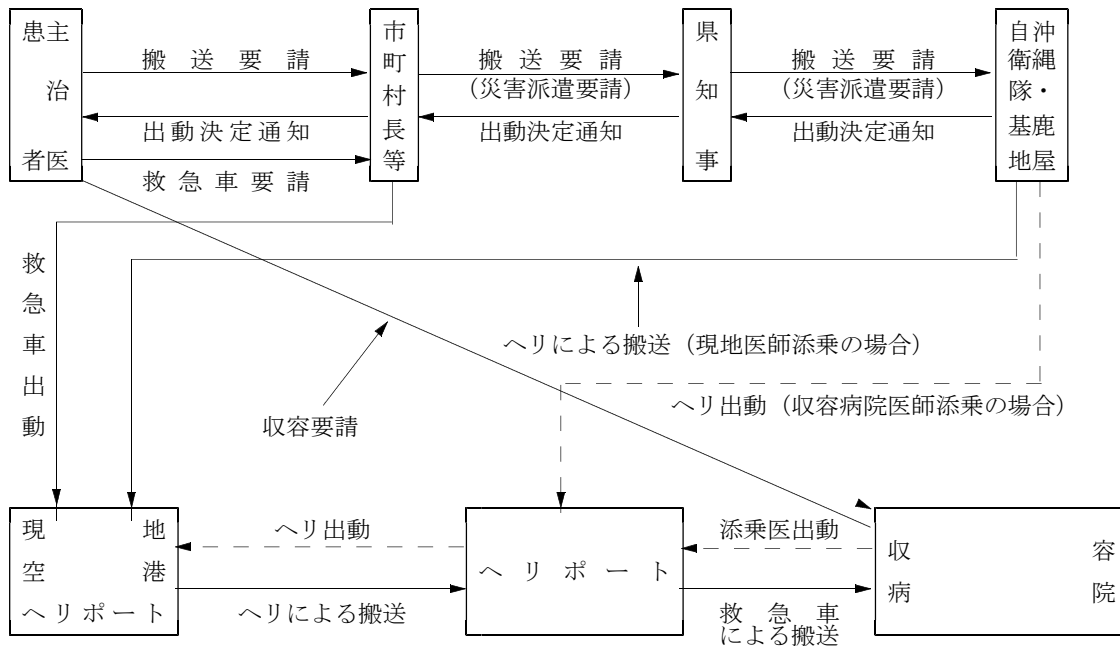 患者
主治医
搬送要請
出動決定通知
救急車要請
市町村長等
搬送要請
(災害派遣要請)
出動決定通知
県知事
搬送要請
(災害派遣要請)
出動決定通知
沖縄・鹿屋
自衛隊基地
救急車出動
ヘリによる搬送（現地医師添乗の場合）
ヘリ出動（収容病院医師添乗の場合）
収容要請
現地
空港
ヘリポート
ヘリ出動
ヘリによる搬送
ヘリポート
添乗医出動
救急車
による搬送
収容
病院